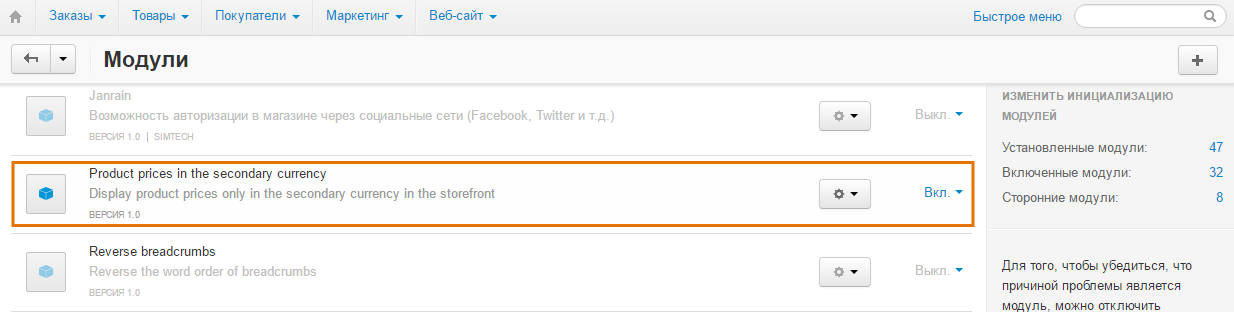 Заказы Товары Покупатели Маркетинг Веб-сайт Быстрое меню
Модули
Janrain
Возможность авторизации в магазине через социальные сети (Facebook, Twitter и т.д.)
ВЕРСИЯ 1.0 | SIMTECH
Выкл.
Product prices in the secondary currency
Display product prices only in the secondary currency in the storefront
ВЕРСИЯ 1.0
Вкл.
Reverse breadcrumbs
Reverse the word order of breadcrumbs
ВЕРСИЯ 1.0
Выкл.
ИЗМЕНИТЬ ИНИЦИАЛИЗАЦИЮ
МОДУЛЕЙ
Установленные модули: 47
Включенные модули: 32
Сторонние модули: 8
Для того, чтобы убедиться, что
причиной проблемы является
модуль, можно отключить